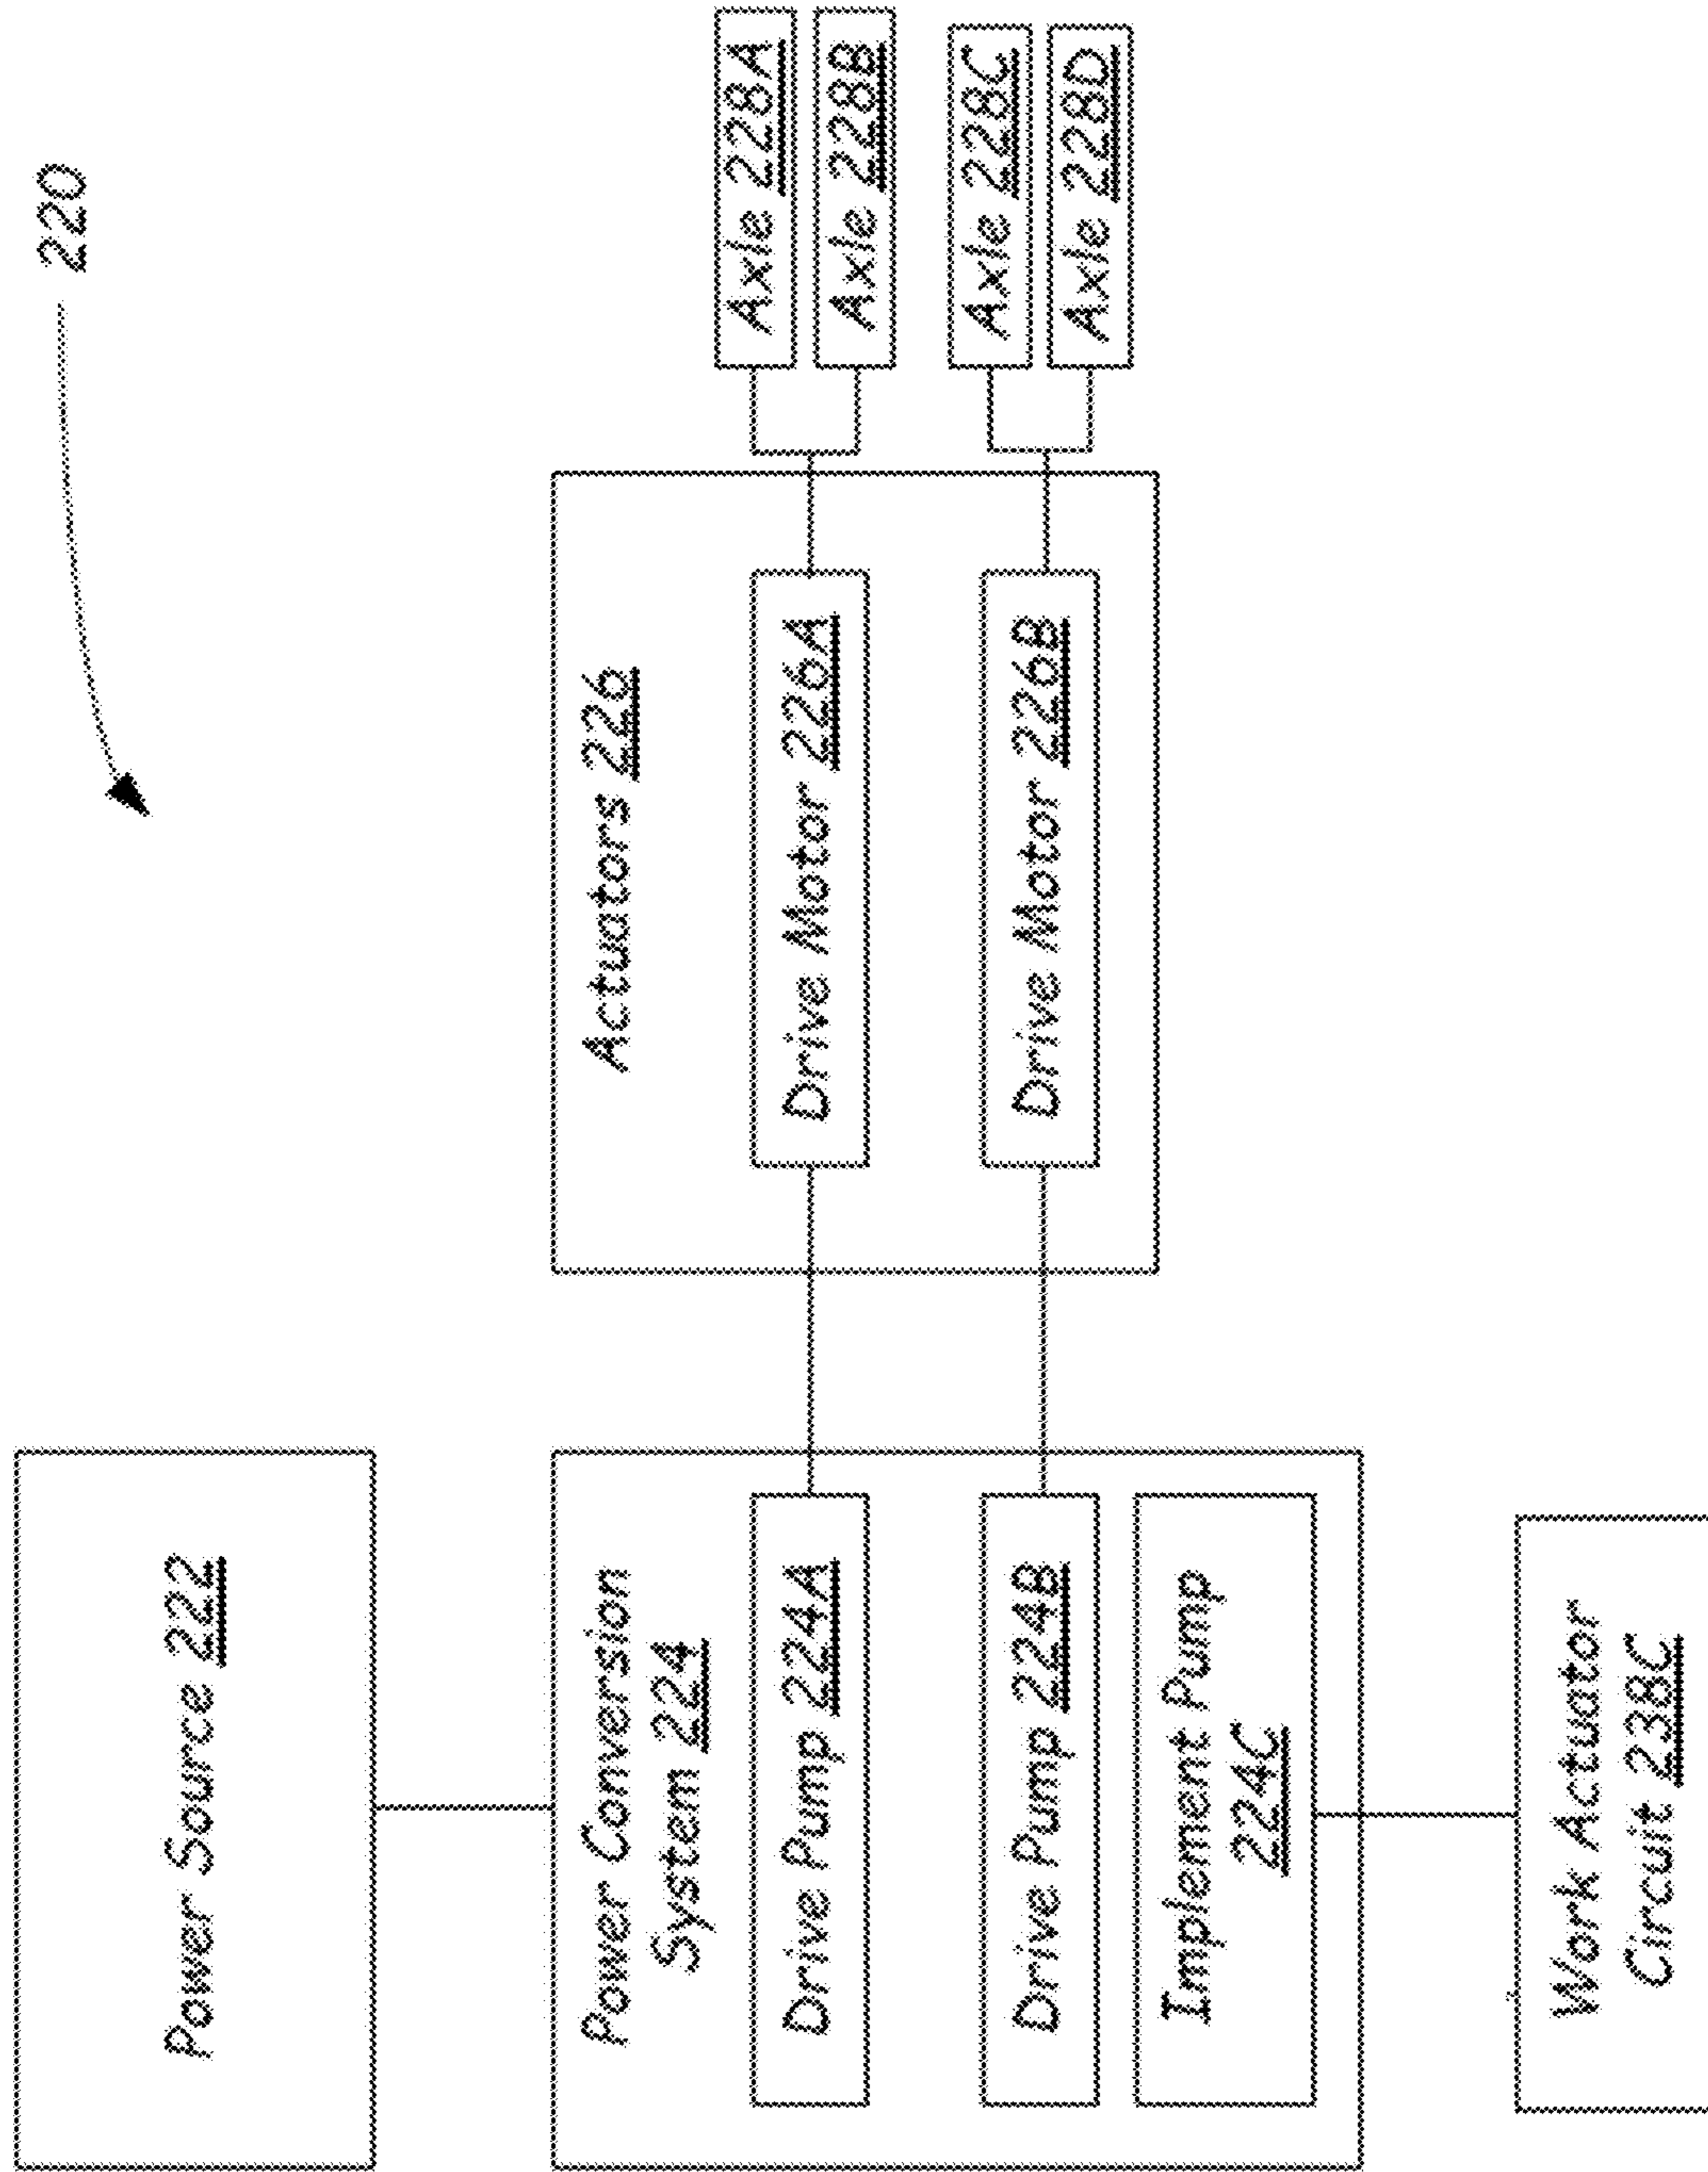 220
Power Source 222
Power Conversion
System 224
Drive Pump 224A
Drive Pump 224B
Implement Pump
224C
Work Actuator
Circuit 238C
Actuators 226
Drive Motor 226A
Drive Motor 226B
Axle 228A
Axle 228B
Axle 228C
Axle 228D